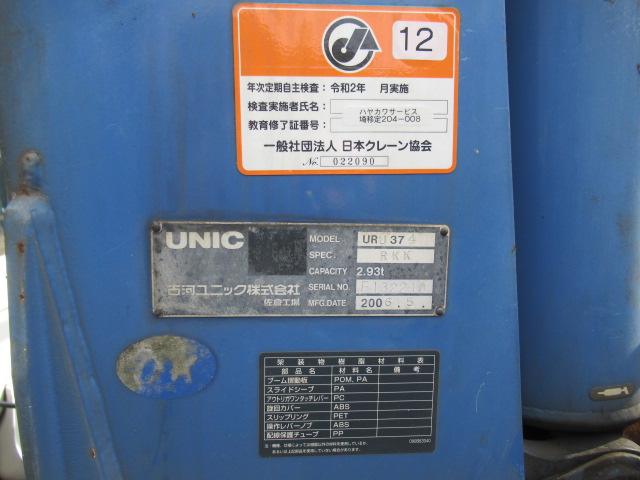 12
年次定期自主検査：令和2年 月実施
検査実施者氏名： ハヤカワサービス
教育修了証番号： 埼移定204-008
一般社団法人 日本クレーン協会
No. 022090
UNIC
MODEL URU374
SPEC. RKK
CAPACITY 2.93t
SERIAL NO.
MFG.DATE 2006.5.
古河ユニック株式会社
佐倉工場
架装物樹脂材料表
部品名 材料名 備考
ブーム摺動板 POM, PA
スライドシーブ PA
アウトリガワンタッチレバー PC
旋回カバー ABS
スリップリング PET
操作レバーノブ ABS
配線保護チューブ PP